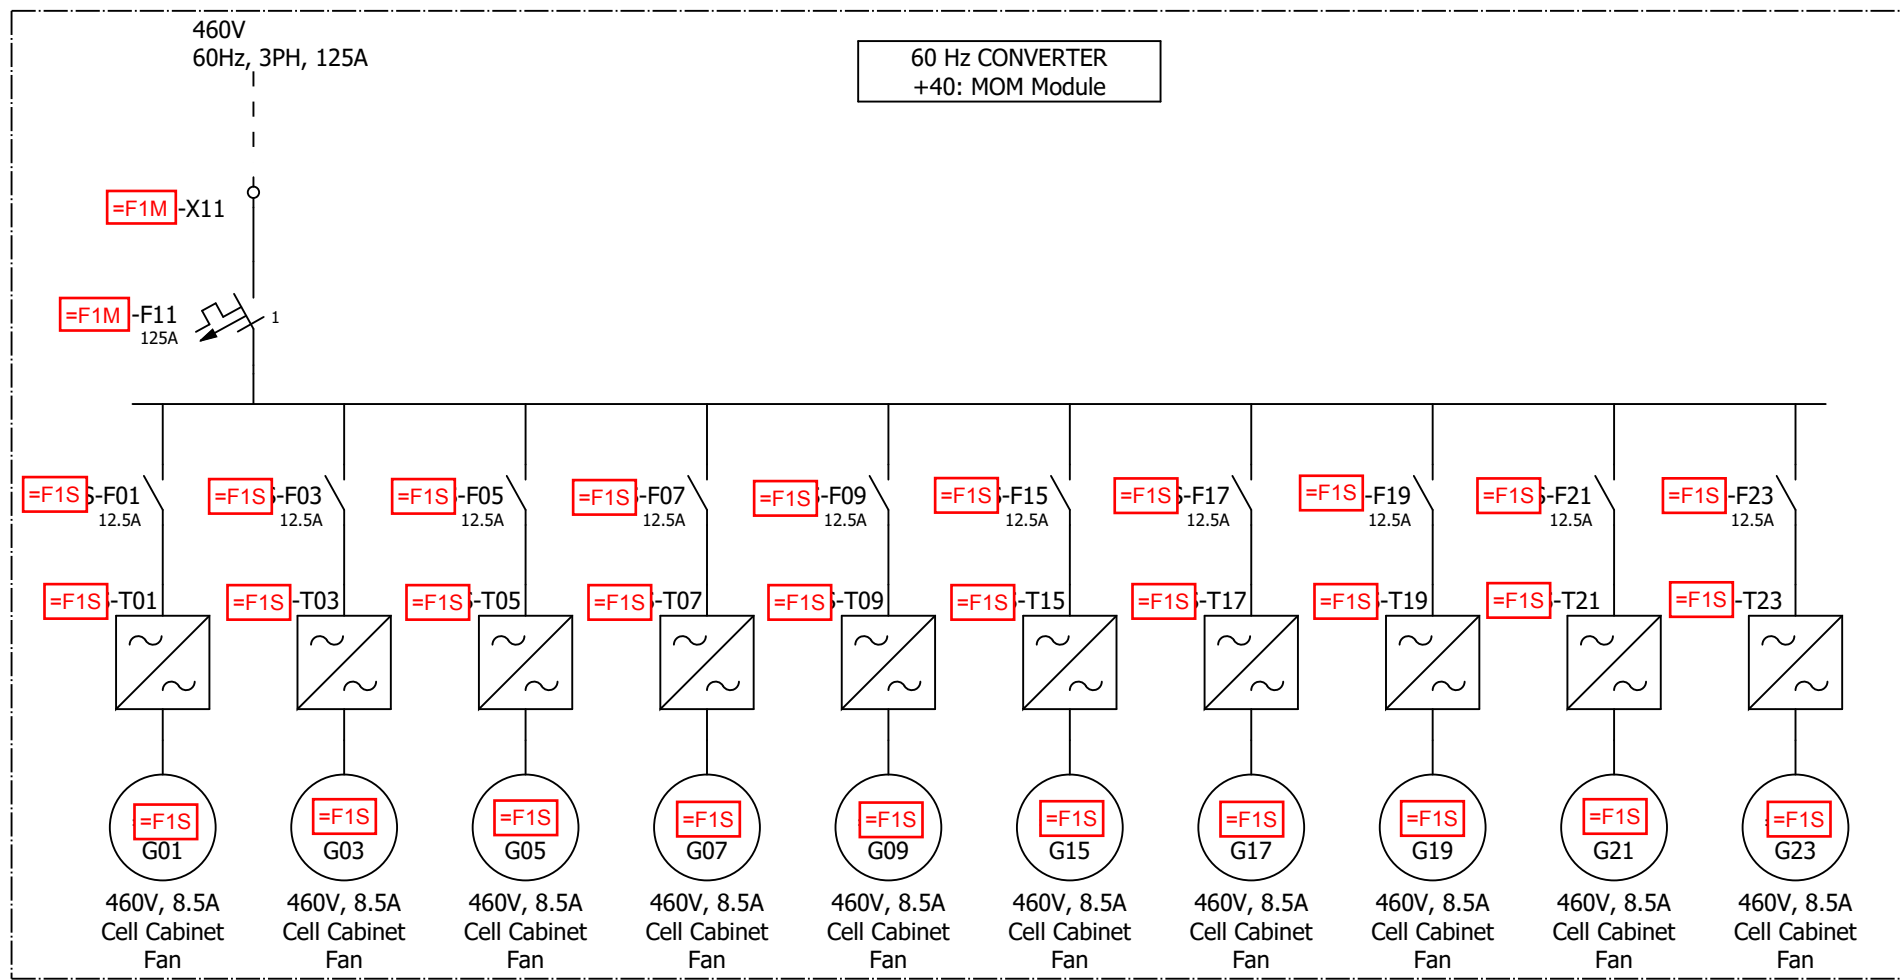 460V
60Hz, 3PH, 125A
60 Hz CONVERTER
+40: MOM Module
=F1M -X11
=F1M -F11
125A
1
=F1S -F01 =F1S -F03 =F1S -F05 =F1S -F07 =F1S -F09 =F1S -F15 =F1S -F17 =F1S -F19 =F1S -F21 =F1S -F23
12.5A 12.5A 12.5A 12.5A 12.5A 12.5A 12.5A 12.5A 12.5A 12.5A
=F1S -T01 =F1S -T03 =F1S -T05 =F1S -T07 =F1S -T09 =F1S -T15 =F1S -T17 =F1S -T19 =F1S -T21 =F1S -T23
=F1S =F1S =F1S =F1S =F1S =F1S =F1S =F1S =F1S =F1S
G01 G03 G05 G07 G09 G15 G17 G19 G21 G23
460V, 8.5A 460V, 8.5A 460V, 8.5A 460V, 8.5A 460V, 8.5A 460V, 8.5A 460V, 8.5A 460V, 8.5A 460V, 8.5A 460V, 8.5A
Cell Cabinet Cell Cabinet Cell Cabinet Cell Cabinet Cell Cabinet Cell Cabinet Cell Cabinet Cell Cabinet Cell Cabinet Cell Cabinet
Fan Fan Fan Fan Fan Fan Fan Fan Fan Fan